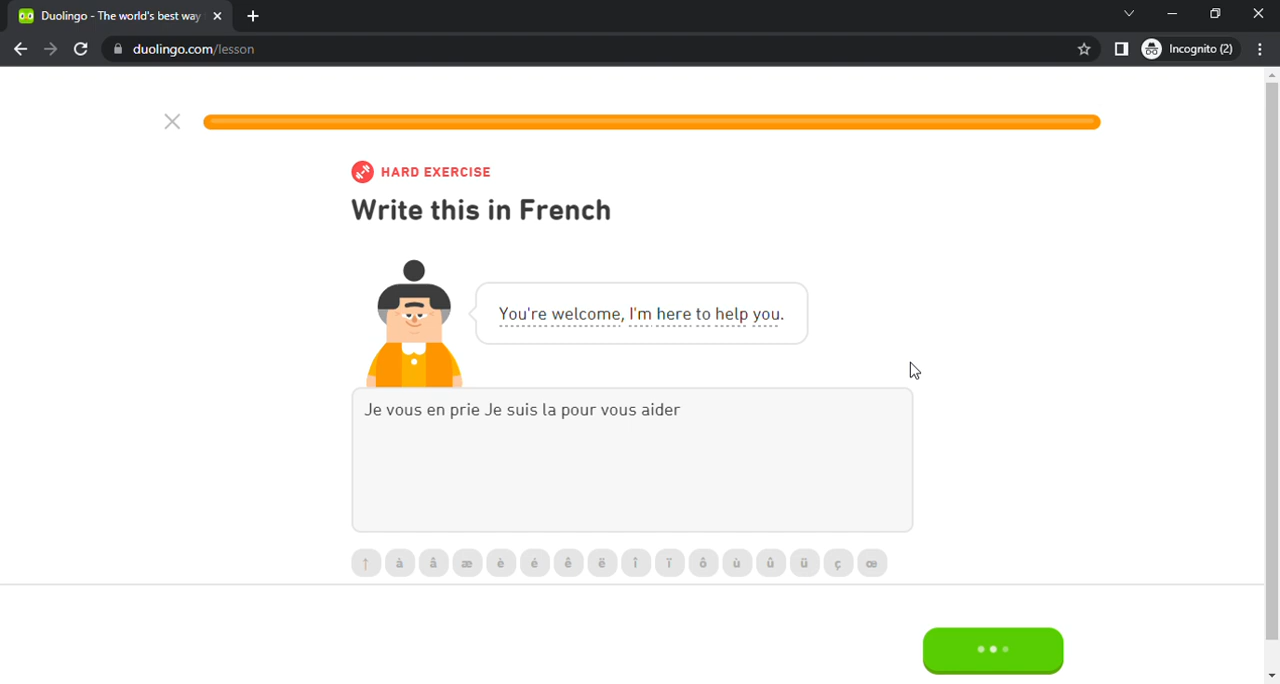 Duolingo - The world's best way
duolingo.com/lesson
Incognito (2)
HARD EXERCISE
Write this in French
You're welcome, I'm here to help you.
Je vous en prie Je suis la pour vous aider
↑ à â æ è é ê ë î ï ô ù û ü ç œ